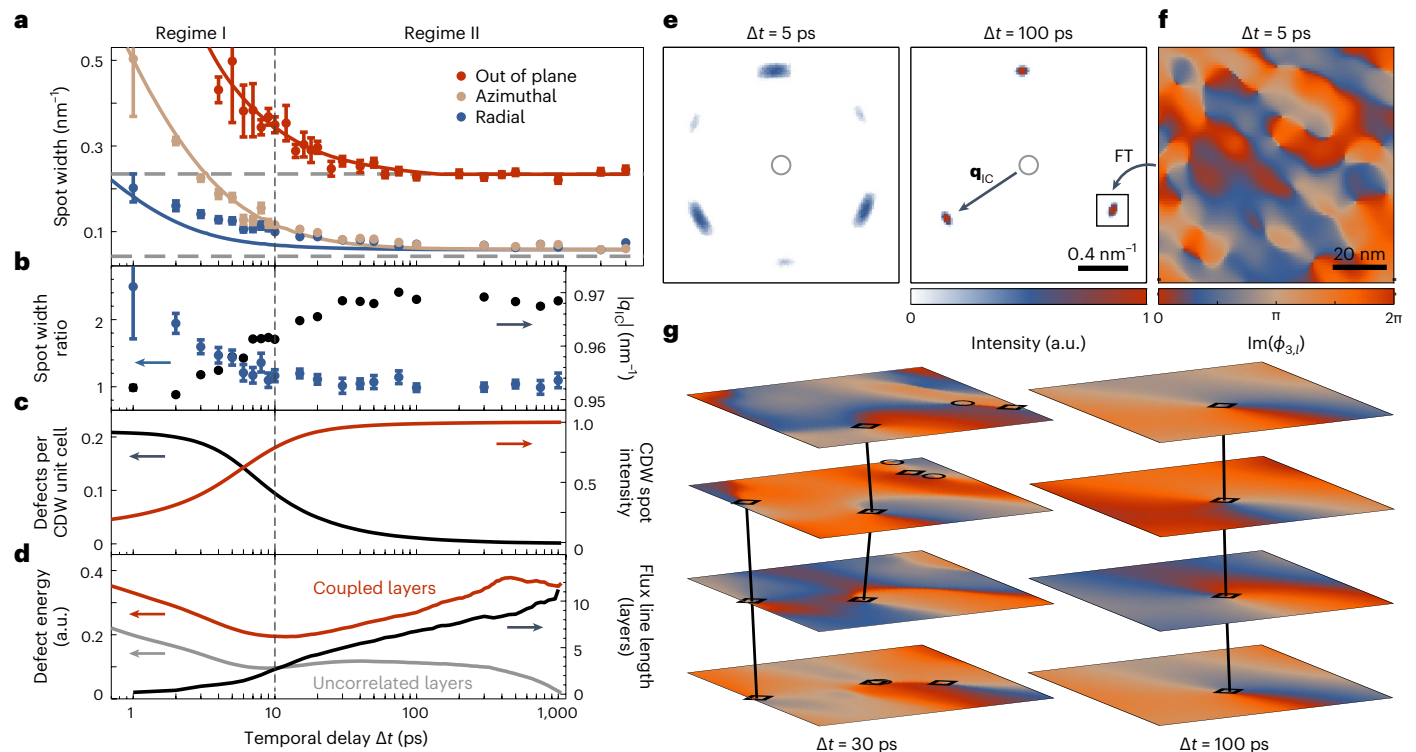 a
Regime I
Regime II
0.5
0.3
0.1
Spot width (nm⁻¹)
Out of plane
Azimuthal
Radial
b
2
1
Spot width
ratio
0.97
0.96
0.95
|q_IC| (nm⁻¹)
c
0.2
0.1
0
Defects per
CDW unit cell
1.0
0.5
0
CDW spot
intensity
d
0.4
0.2
0
Defect energy
(a.u.)
Coupled layers
Uncorrelated layers
10
5
0
Flux line length
(layers)
1
10
100
1,000
Temporal delay Δt (ps)
e
Δt = 5 ps
Δt = 100 ps
q_IC
FT
0.4 nm⁻¹
0
1
Intensity (a.u.)
f
Δt = 5 ps
20 nm
0
π
2π
Im(ϕ_3,l)
g
Δt = 30 ps
Δt = 100 ps